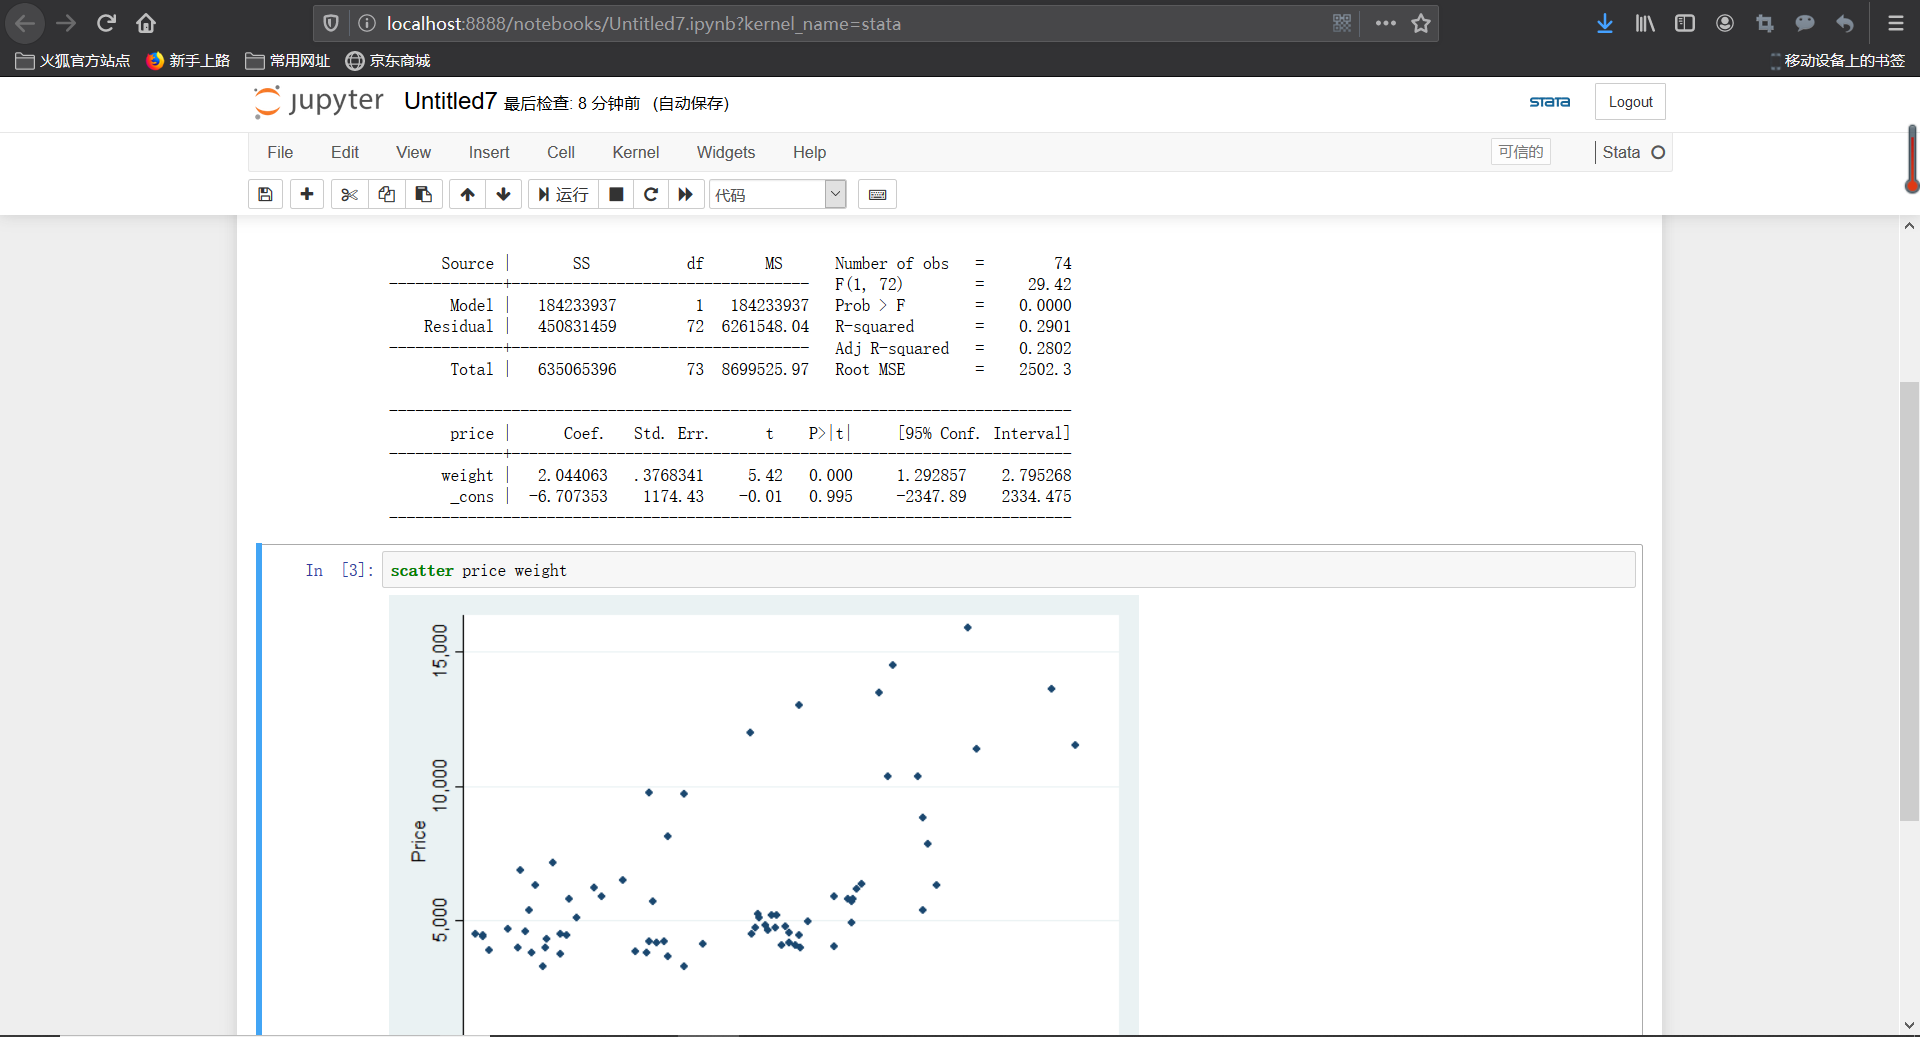 localhost:8888/notebooks/Untitled7.ipynb?kernel_name=stata
火狐官方站点 新手上路 常用网址 京东商城 移动设备上的书签
jupyter Untitled7 最后检查: 8 分钟前 (自动保存) STATA Logout
File Edit View Insert Cell Kernel Widgets Help 可信的 Stata
运行 代码
Source | SS df MS Number of obs = 74
-------------+---------------------------------- F(1, 72) = 29.42
Model | 184233937 1 184233937 Prob > F = 0.0000
Residual | 450831459 72 6261548.04 R-squared = 0.2901
-------------+---------------------------------- Adj R-squared = 0.2802
Total | 635065396 73 8699525.97 Root MSE = 2502.3
------------------------------------------------------------------------------
price | Coef. Std. Err. t P>|t| [95% Conf. Interval]
-------------+----------------------------------------------------------------
weight | 2.044063 .3768341 5.42 0.000 1.292857 2.795268
_cons | -6.707353 1174.43 -0.01 0.995 -2347.89 2334.475
------------------------------------------------------------------------------
In [3]: scatter price weight
15,000
10,000
Price
5,000